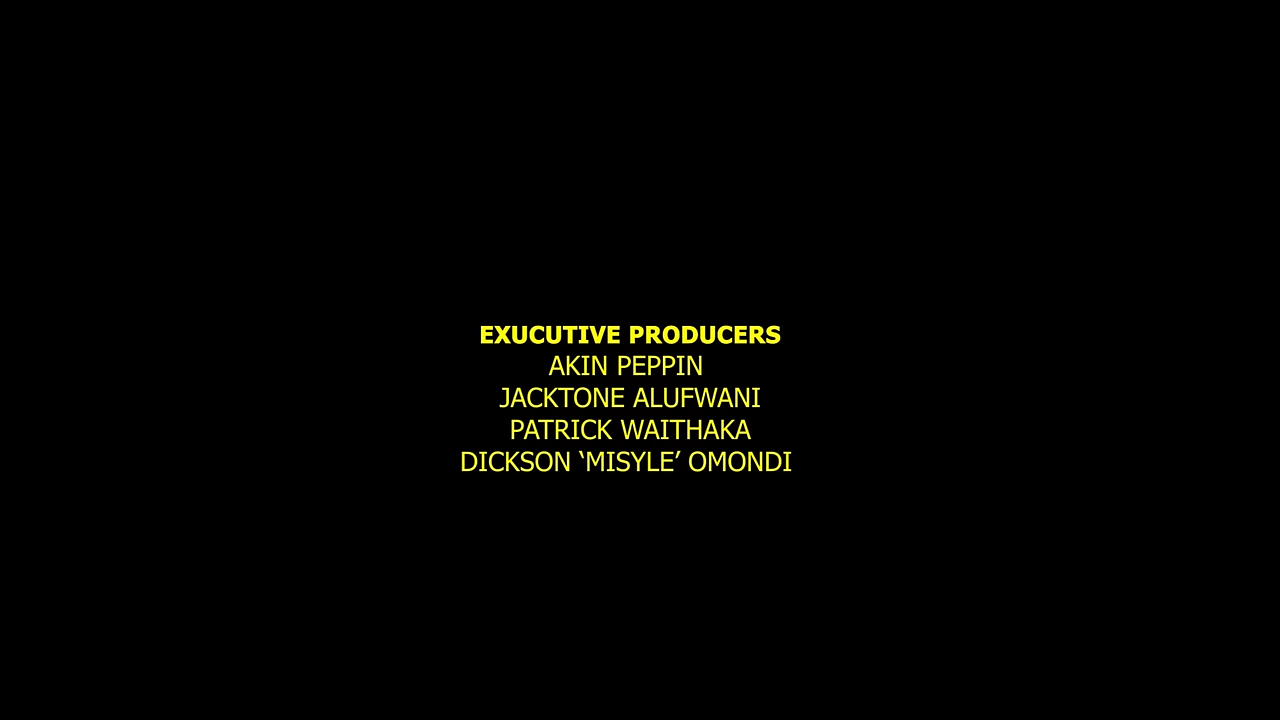 EXUCUTIVE PRODUCERS
AKIN PEPPIN
JACKTONE ALUFWANI
PATRICK WAITHAKA
DICKSON ‘MISYLE’ OMONDI